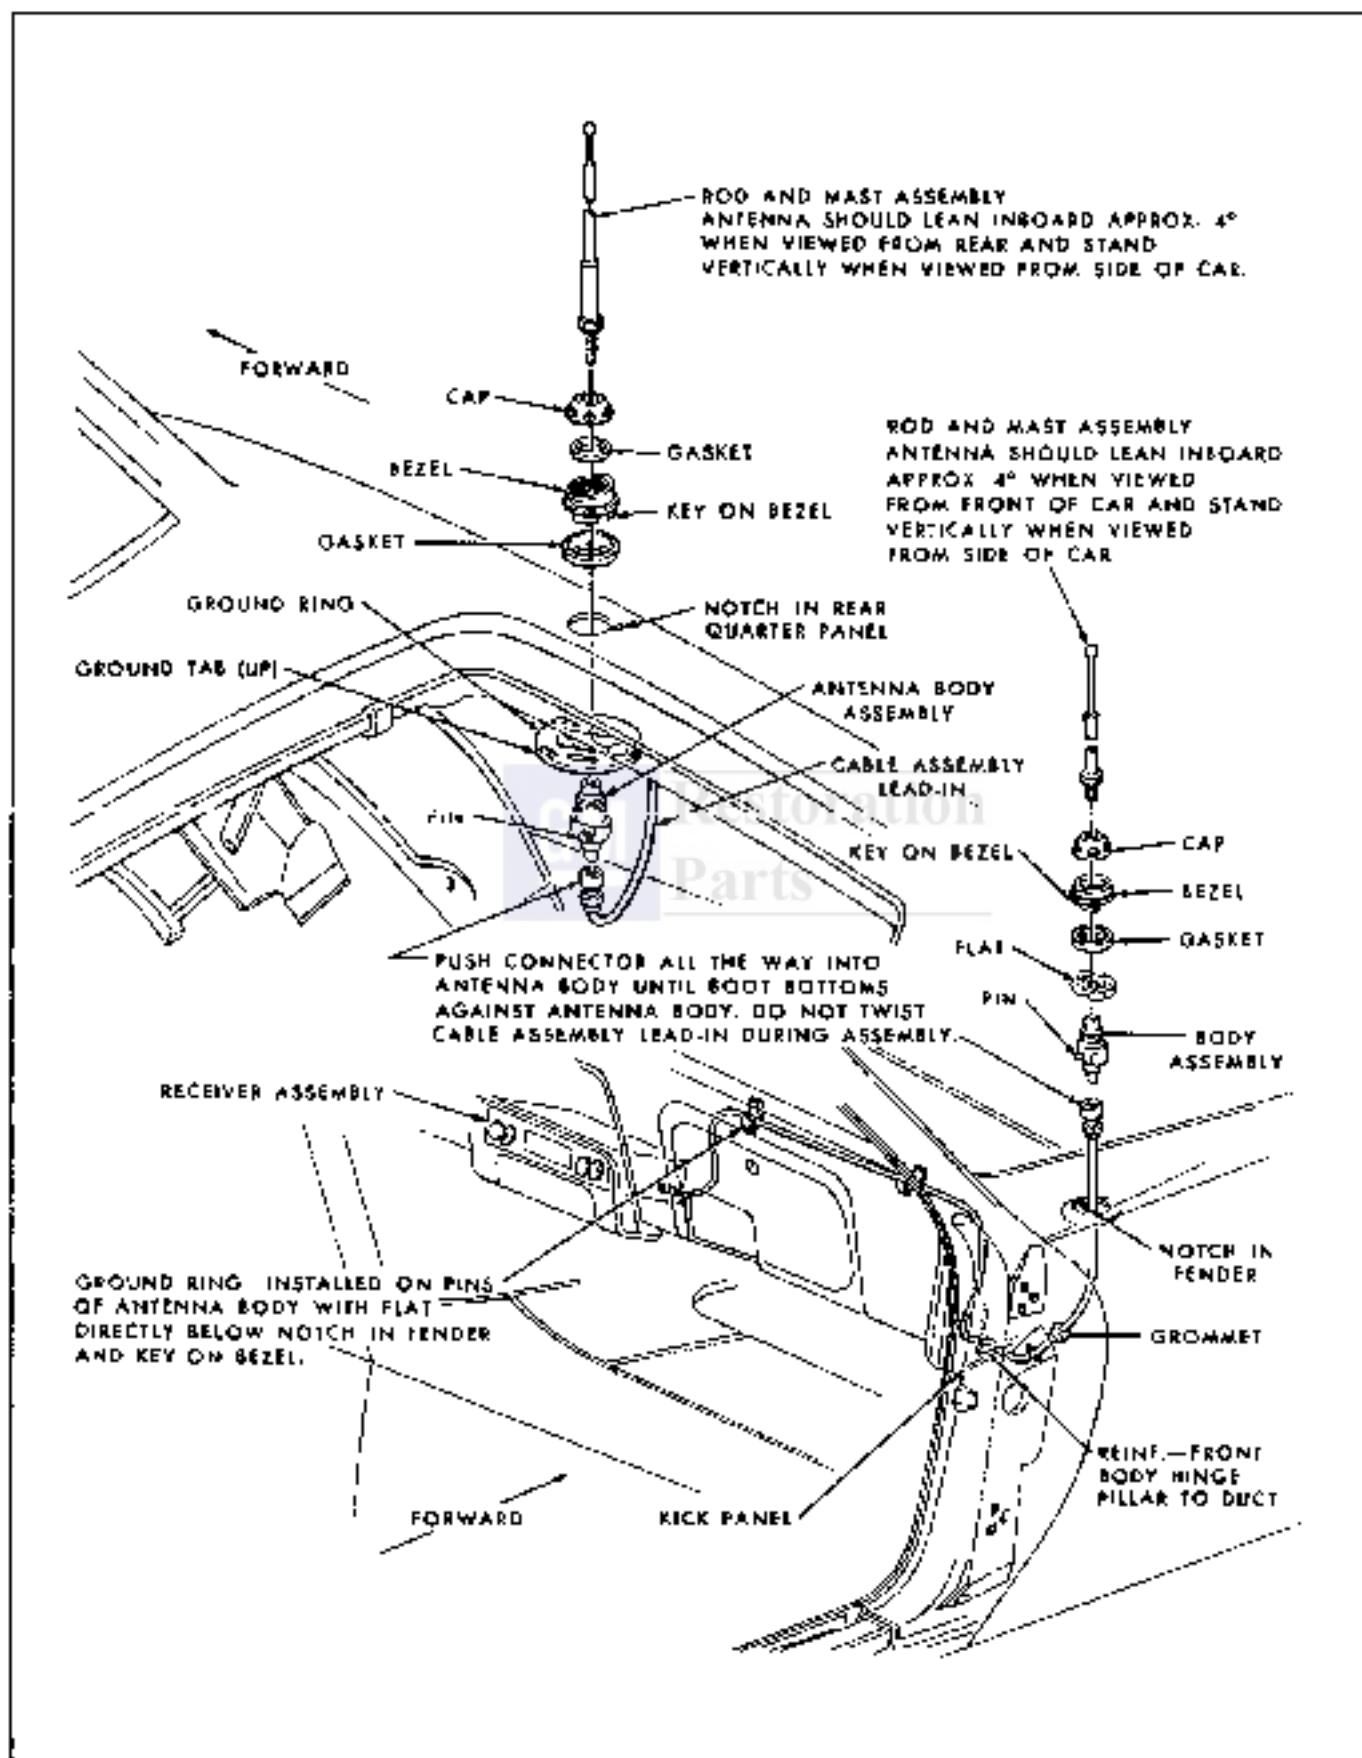 ROD AND MAST ASSEMBLY
ANTENNA SHOULD LEAN INBOARD APPROX. 4°
WHEN VIEWED FROM REAR AND STAND
VERTICALLY WHEN VIEWED FROM SIDE OF CAR.
FORWARD
CAP
GASKET
BEZEL
KEY ON BEZEL
GASKET
ROD AND MAST ASSEMBLY
ANTENNA SHOULD LEAN INBOARD
APPROX 4° WHEN VIEWED
FROM FRONT OF CAR AND STAND
VERTICALLY WHEN VIEWED
FROM SIDE OF CAR
GROUND RING
NOTCH IN REAR
QUARTER PANEL
GROUND TAB (UP)
ANTENNA BODY
ASSEMBLY
CABLE ASSEMBLY
LEAD-IN
GM Restoration
Parts
PIN
KEY ON BEZEL
CAP
BEZEL
GASKET
FLAT
PIN
BODY
ASSEMBLY
PUSH CONNECTOR ALL THE WAY INTO
ANTENNA BODY UNTIL BOOT BOTTOMS
AGAINST ANTENNA BODY. DO NOT TWIST
CABLE ASSEMBLY LEAD-IN DURING ASSEMBLY.
RECEIVER ASSEMBLY
NOTCH IN
FENDER
GROUND RING INSTALLED ON PINS
OF ANTENNA BODY WITH FLAT
DIRECTLY BELOW NOTCH IN FENDER
AND KEY ON BEZEL.
GROMMET
REINF.—FRONT
BODY HINGE
PILLAR TO DUCT
FORWARD
KICK PANEL